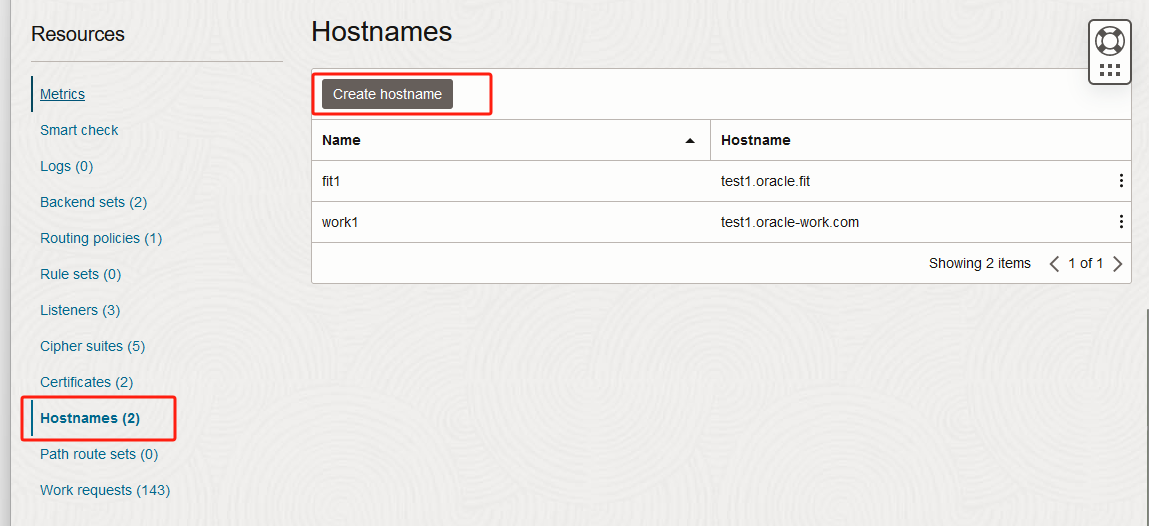 Resources
Metrics
Smart check
Logs (0)
Backend sets (2)
Routing policies (1)
Rule sets (0)
Listeners (3)
Cipher suites (5)
Certificates (2)
Hostnames (2)
Path route sets (0)
Work requests (143)
Hostnames
Create hostname
Name Hostname
fit1 test1.oracle.fit
work1 test1.oracle-work.com
Showing 2 items 1 of 1